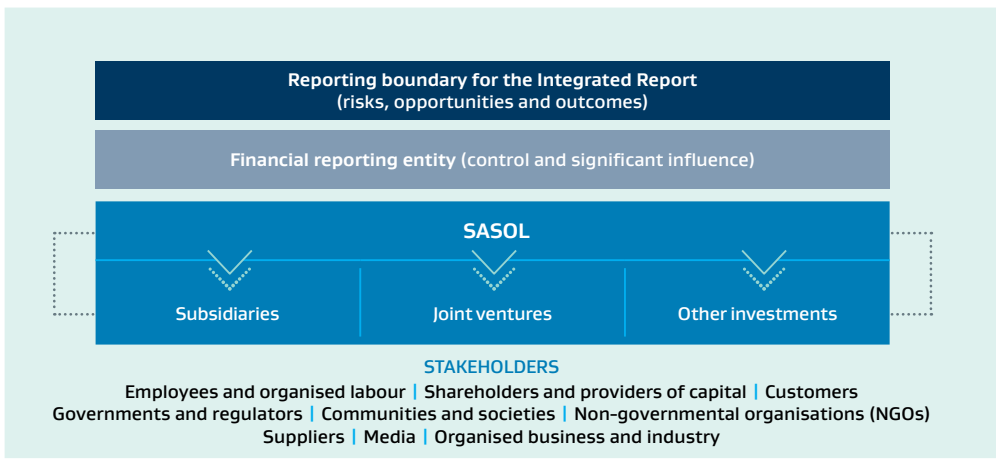 Reporting boundary for the Integrated Report
(risks, opportunities and outcomes)
Financial reporting entity (control and significant influence)
SASOL
Subsidiaries
Joint ventures
Other investments
STAKEHOLDERS
Employees and organised labour | Shareholders and providers of capital | Customers
Governments and regulators | Communities and societies | Non-governmental organisations (NGOs)
Suppliers | Media | Organised business and industry